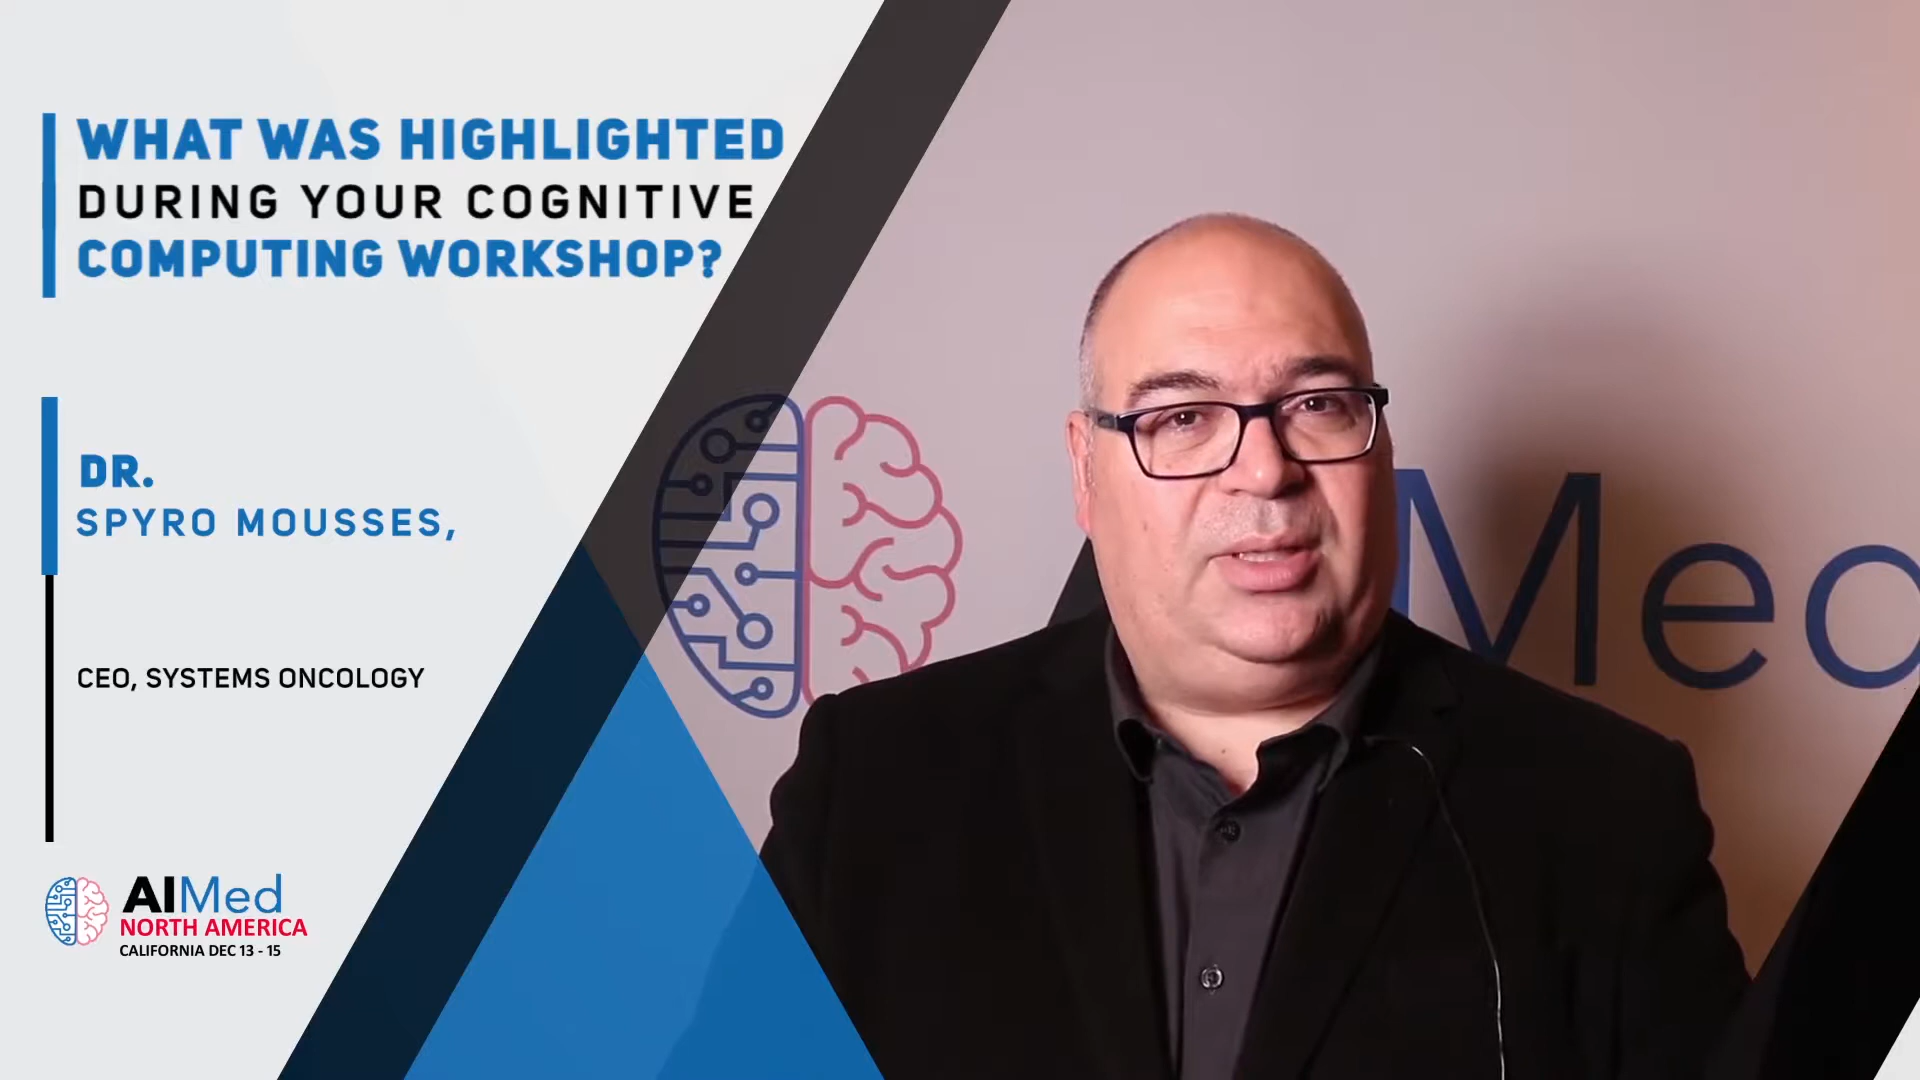 WHAT WAS HIGHLIGHTED
DURING YOUR COGNITIVE
COMPUTING WORKSHOP?
DR.
SPYRO MOUSSES,
CEO, SYSTEMS ONCOLOGY
AIMed
NORTH AMERICA
CALIFORNIA DEC 13 - 15
Med